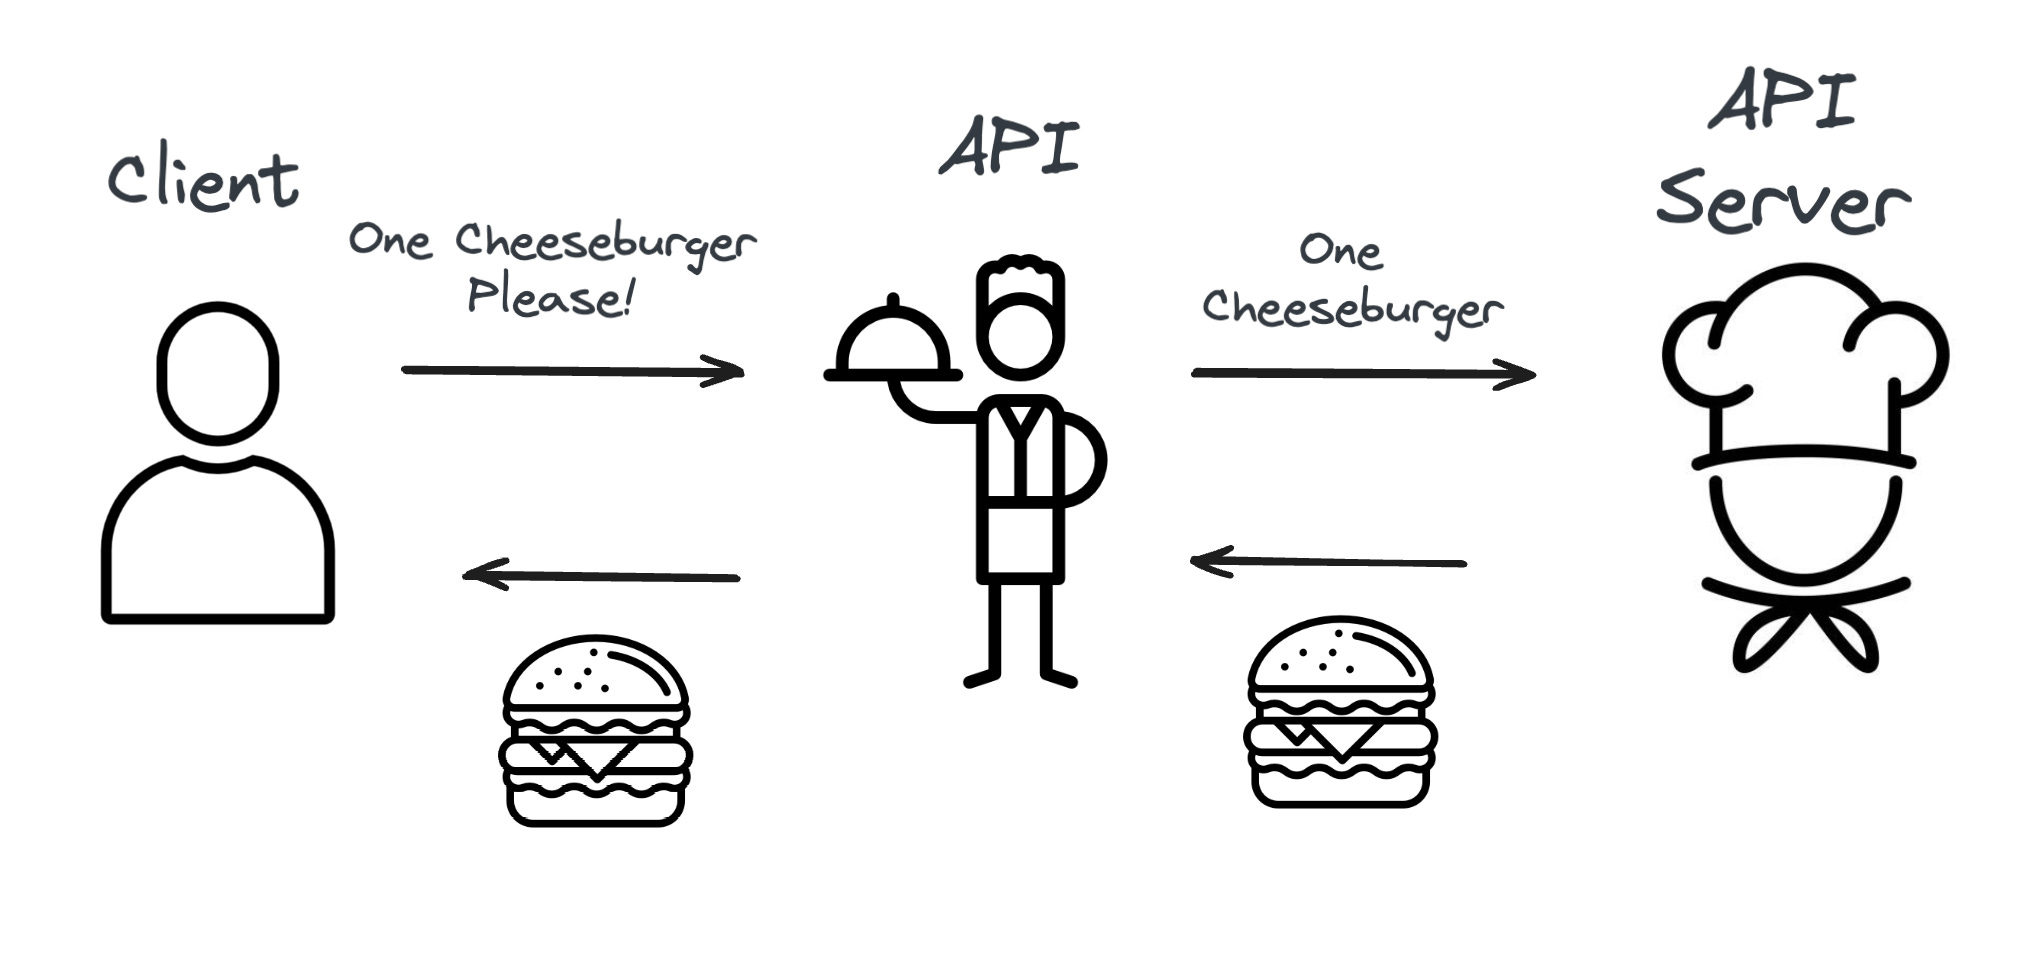 Client
One Cheeseburger
Please!
API
One
Cheeseburger
API
Server